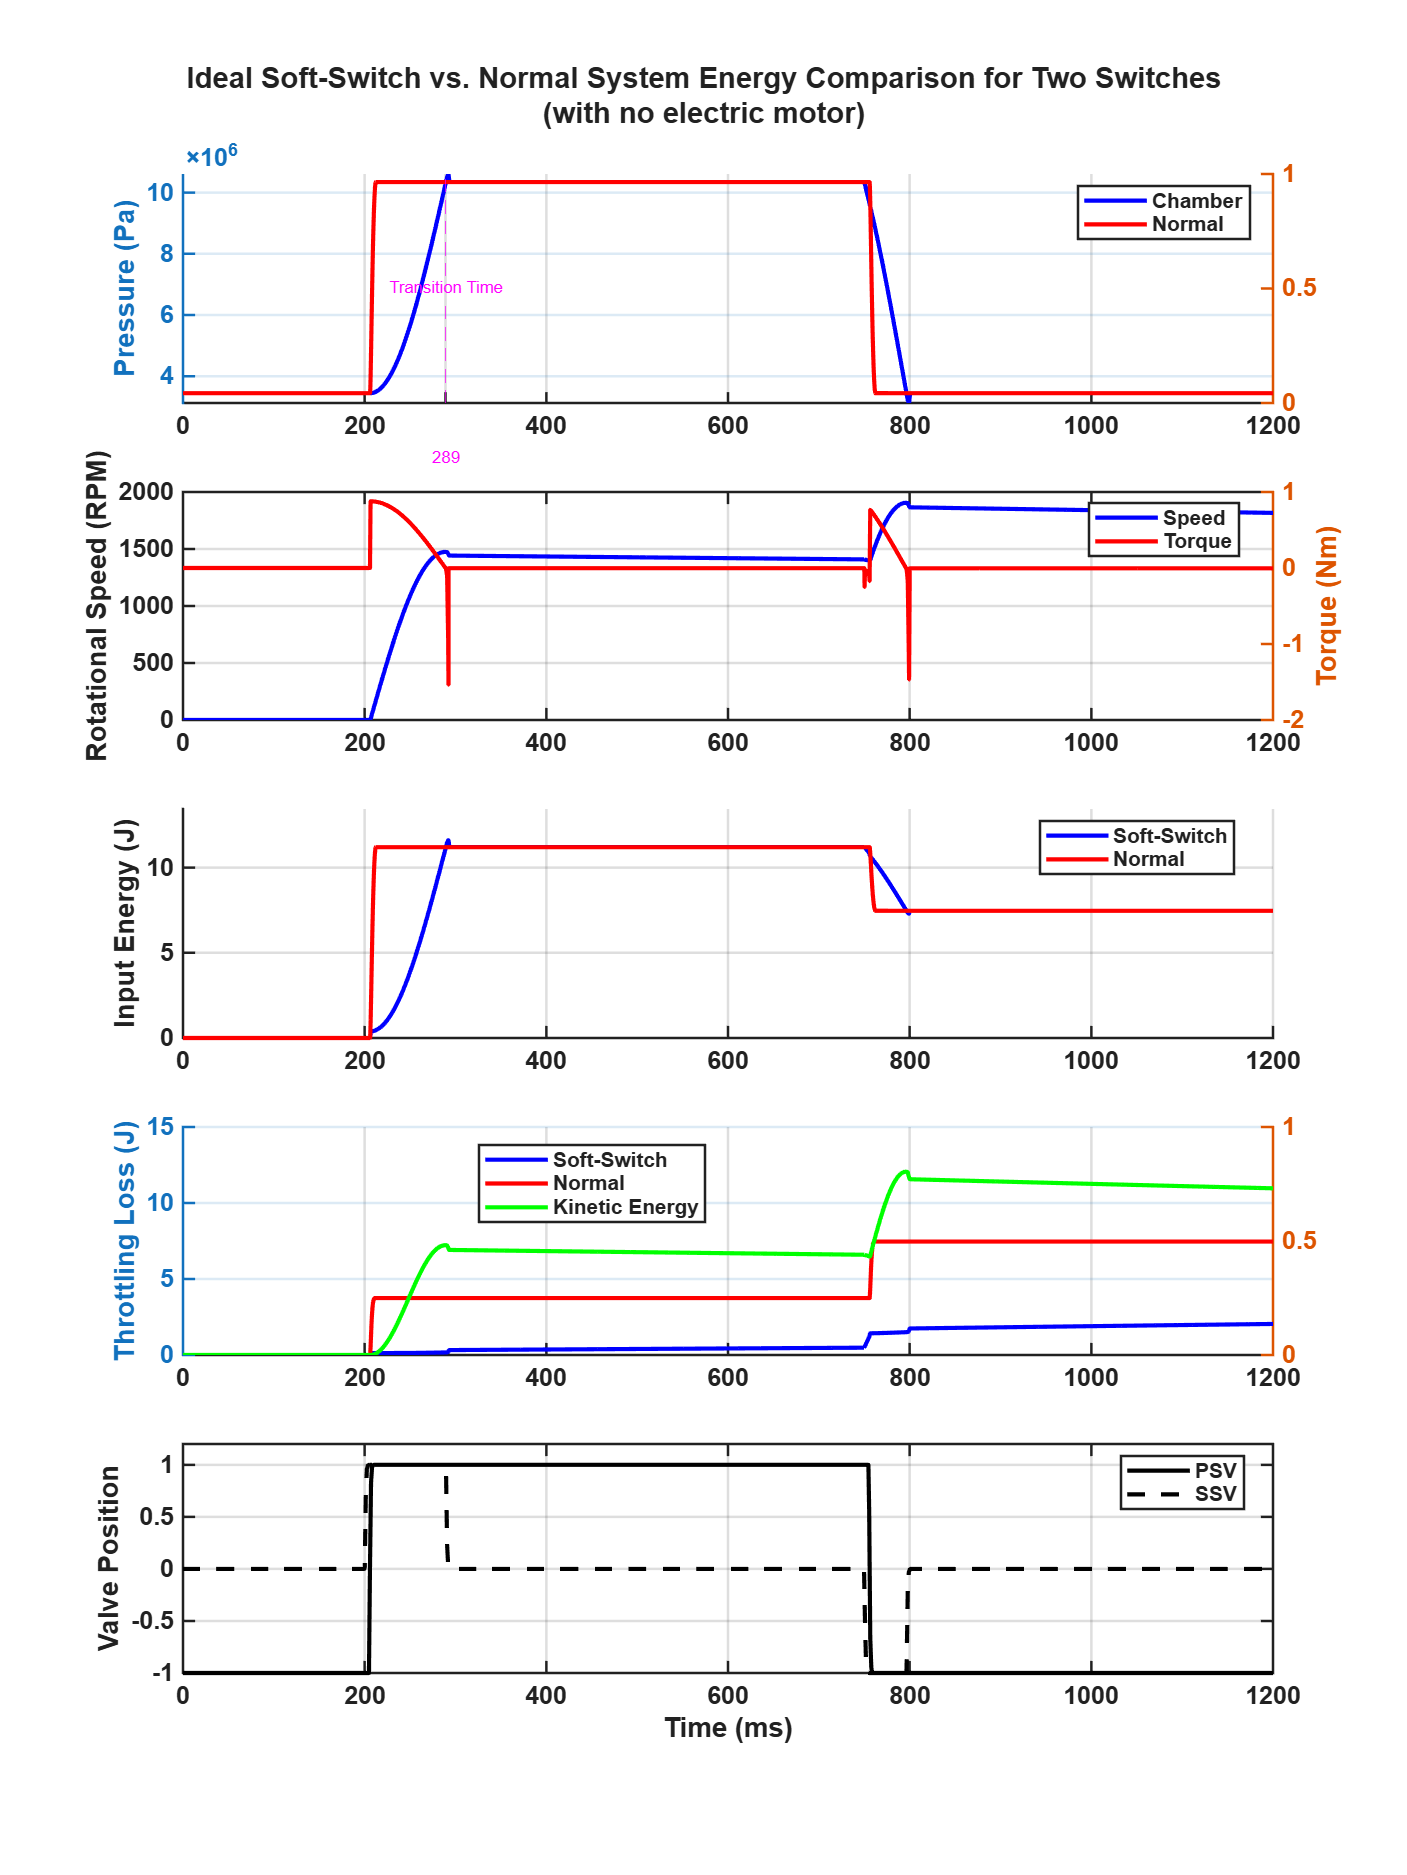 Ideal Soft-Switch vs. Normal System Energy Comparison for Two Switches
(with no electric motor)
×10⁶
Pressure (Pa)
10
8
6
4
1
0.5
0
Chamber
Normal
Transition Time
0 200 400 600 800 1000 1200
289
Rotational Speed (RPM)
2000
1500
1000
500
0
1
0
-1
-2
Torque (Nm)
Speed
Torque
0 200 400 600 800 1000 1200
Input Energy (J)
10
5
0
Soft-Switch
Normal
0 200 400 600 800 1000 1200
Throttling Loss (J)
15
10
5
0
1
0.5
0
Soft-Switch
Normal
Kinetic Energy
0 200 400 600 800 1000 1200
Valve Position
1
0.5
0
-0.5
-1
PSV
SSV
0 200 400 600 800 1000 1200
Time (ms)